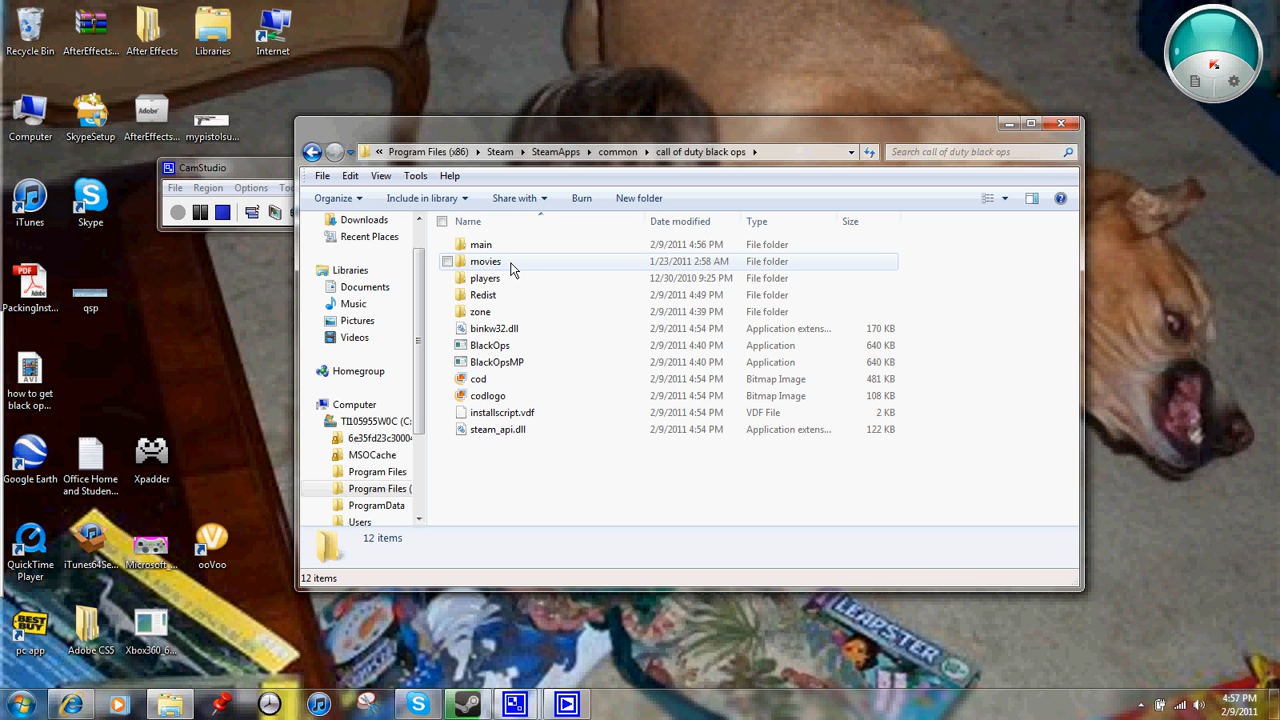 Recycle Bin
AfterEffects...
After Effects
Libraries
Internet
Computer
SkypeSetup
AfterEffects...
mypistolsu...
iTunes
Skype
PackingInst...
qsp
how to get
black op...
Google Earth
Office Home
and Studen...
Xpadder
QuickTime
Player
iTunes64Se...
Microsoft_...
ooVoo
pc app
Adobe CS5
Xbox360_6...
CamStudio
File Region Options
« Program Files (x86) Steam SteamApps common call of duty black ops
Search call of duty black ops
File Edit View Tools Help
Organize Include in library Share with Burn New folder
Downloads
Recent Places
Libraries
Documents
Music
Pictures
Videos
Homegroup
Computer
TI105955W0C (C:
6e35fd23c3000
MSOCache
Program Files
Program Files (
ProgramData
Users
Name Date modified Type Size
main 2/9/2011 4:56 PM File folder
movies 1/23/2011 2:58 AM File folder
players 12/30/2010 9:25 PM File folder
Redist 2/9/2011 4:49 PM File folder
zone 2/9/2011 4:39 PM File folder
binkw32.dll 2/9/2011 4:54 PM Application extens... 170 KB
BlackOps 2/9/2011 4:40 PM Application 640 KB
BlackOpsMP 2/9/2011 4:40 PM Application 640 KB
cod 2/9/2011 4:54 PM Bitmap Image 481 KB
codlogo 2/9/2011 4:54 PM Bitmap Image 108 KB
installscript.vdf 2/9/2011 4:54 PM VDF File 2 KB
steam_api.dll 2/9/2011 4:54 PM Application extens... 122 KB
12 items
12 items
LEAPSTER
4:57 PM
2/9/2011